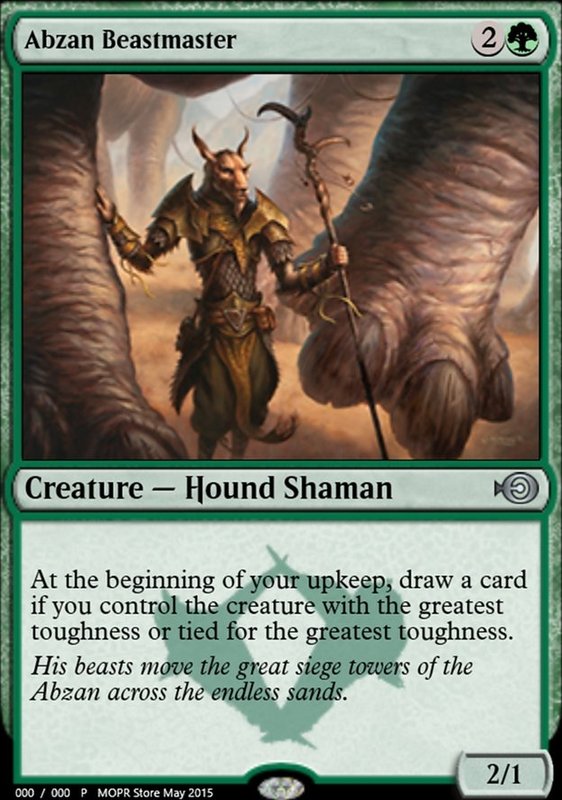 Abzan Beastmaster 2
Creature — Hound Shaman
At the beginning of your upkeep, draw a card
if you control the creature with the greatest
toughness or tied for the greatest toughness.
His beasts move the great siege towers of the
Abzan across the endless sands.
2/1
000 / 000 P MOPR Store May 2015